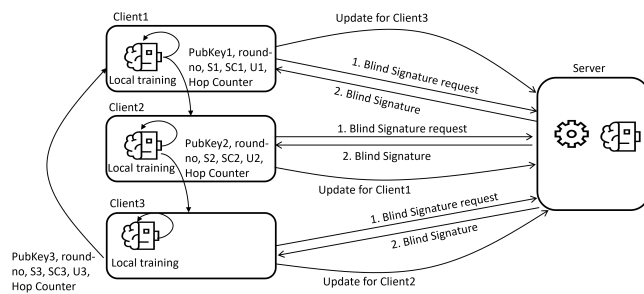 Client1
Update for Client3
PubKey1, round-
no, S1, SC1, U1,
Hop Counter
Local training
1. Blind Signature request
2. Blind Signature
Server
Client2
PubKey2, round-
no, S2, SC2, U2,
Hop Counter
Local training
1. Blind Signature request
2. Blind Signature
Update for Client1
Client3
Local training
1. Blind Signature request
2. Blind Signature
Update for Client2
PubKey3, round-
no, S3, SC3, U3,
Hop Counter